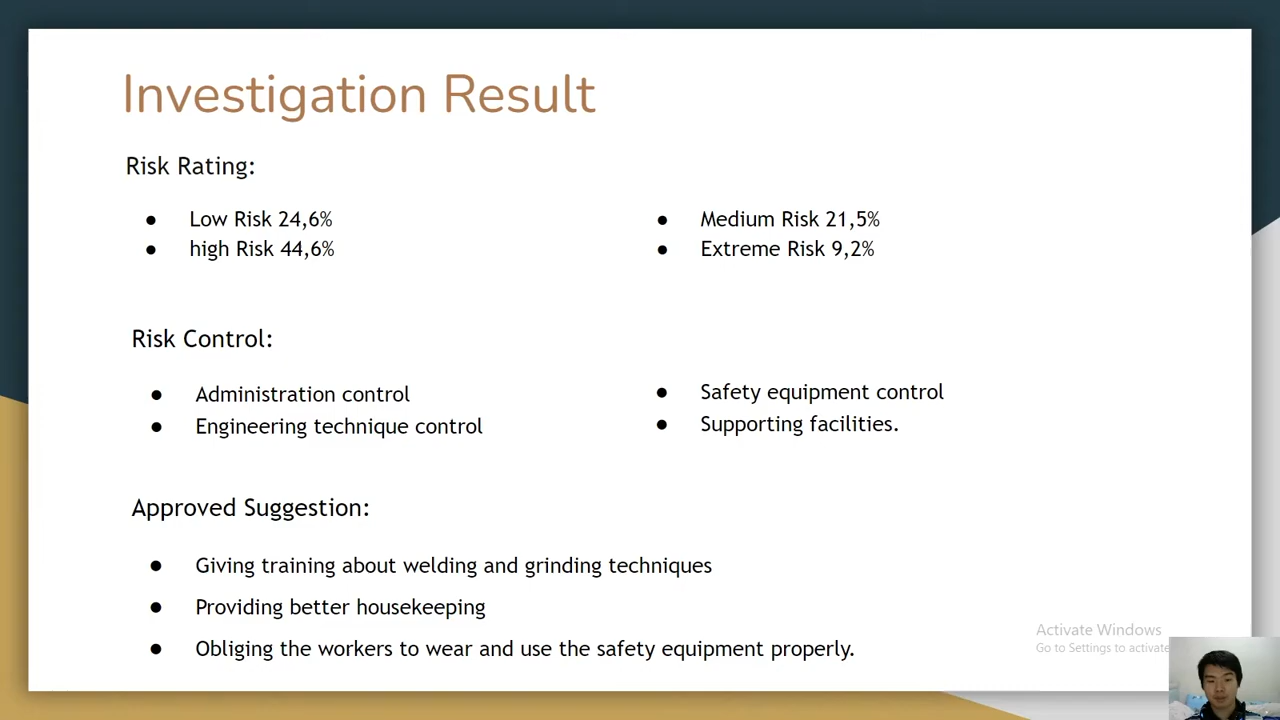 Investigation Result
Risk Rating:
● Low Risk 24,6%
● high Risk 44,6%
● Medium Risk 21,5%
● Extreme Risk 9,2%
Risk Control:
● Administration control
● Engineering technique control
● Safety equipment control
● Supporting facilities.
Approved Suggestion:
● Giving training about welding and grinding techniques
● Providing better housekeeping
● Obliging the workers to wear and use the safety equipment properly.
Activate Windows
Go to Settings to activate